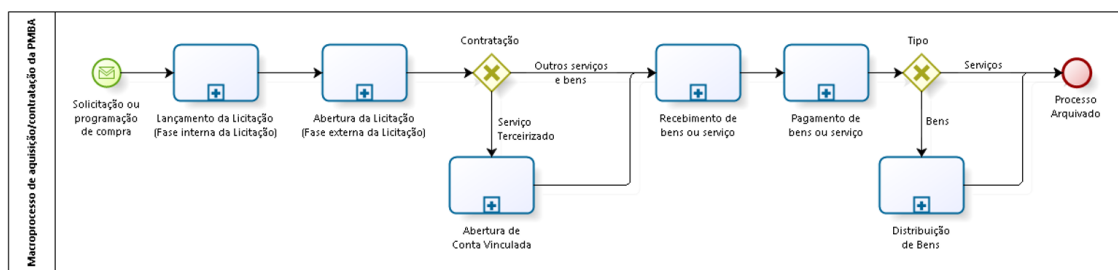 Macroprocesso de aquisição/contratação da PMBA
Solicitação ou
programação
de compra
Lançamento da Licitação
(Fase interna da Licitação)
Abertura da Licitação
(Fase externa da Licitação)
Contratação
Outros serviços
e bens
Serviço
Terceirizado
Abertura de
Conta Vinculada
Recebimento de
bens ou serviço
Pagamento de
bens ou serviço
Tipo
Serviços
Bens
Distribuição
de Bens
Processo
Arquivado